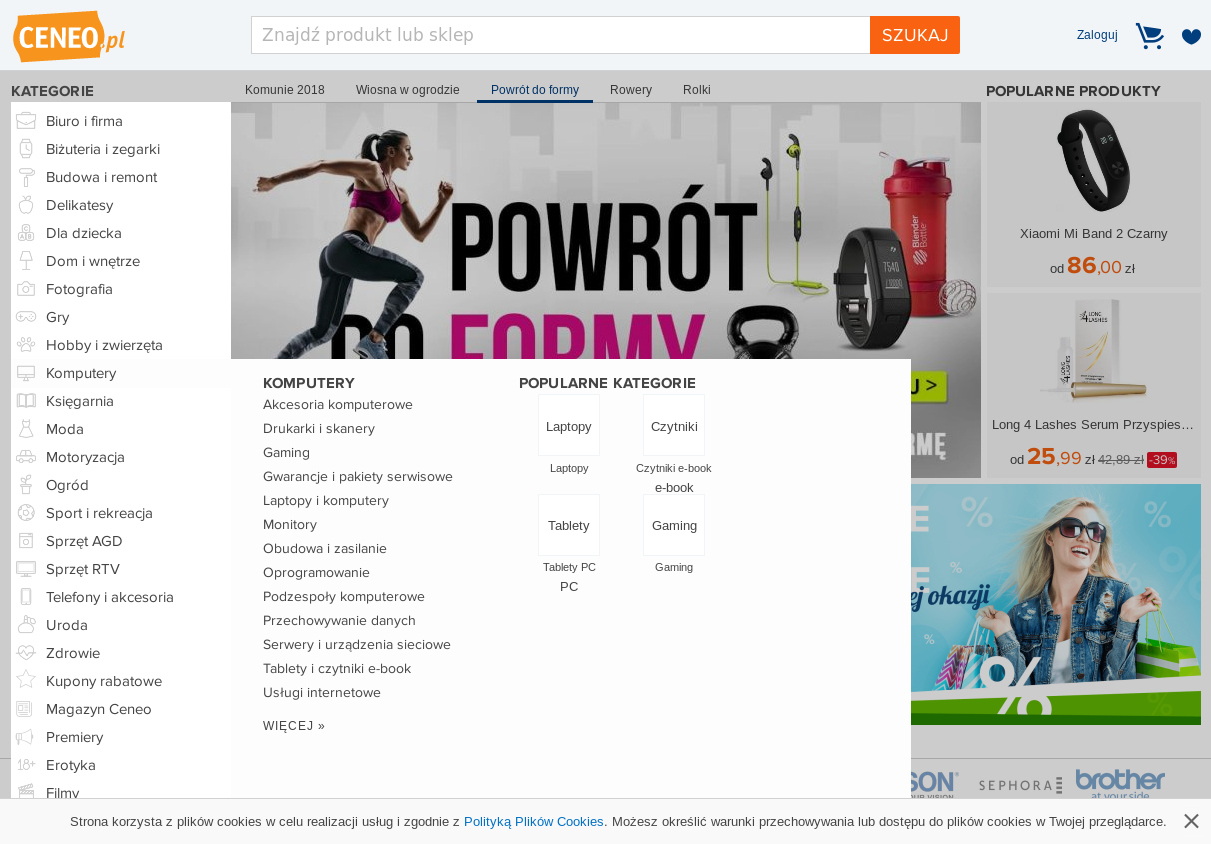 CENEO.pl
Znajdź produkt lub sklep
SZUKAJ
Zaloguj
KATEGORIE
Komunie 2018
Wiosna w ogrodzie
Powrót do formy
Rowery
Rolki
POPULARNE PRODUKTY
Biuro i firma
Biżuteria i zegarki
Budowa i remont
Delikatesy
Dla dziecka
Dom i wnętrze
Fotografia
Gry
Hobby i zwierzęta
Komputery
Księgarnia
Moda
Motoryzacja
Ogród
Sport i rekreacja
Sprzęt AGD
Sprzęt RTV
Telefony i akcesoria
Uroda
Zdrowie
Kupony rabatowe
Magazyn Ceneo
Premiery
Erotyka
18+
Filmy
POWRÓT
DO FORMY
Blender Bottle
7540
>
KOMPUTERY
Akcesoria komputerowe
Drukarki i skanery
Gaming
Gwarancje i pakiety serwisowe
Laptopy i komputery
Monitory
Obudowa i zasilanie
Oprogramowanie
Podzespoły komputerowe
Przechowywanie danych
Serwery i urządzenia sieciowe
Tablety i czytniki e-book
Usługi internetowe
WIĘCEJ »
POPULARNE KATEGORIE
Laptopy
Laptopy
Czytniki
Czytniki e-book
e-book
Tablety
Tablety PC
PC
Gaming
Gaming
Xiaomi Mi Band 2 Czarny
od 86,00 zł
4 LONG LASHES
Long 4 Lashes Serum Przyspies…
od 25,99 zł 42,89 zł -39%
okazji
%
SEPHORA
brother
at your side
Strona korzysta z plików cookies w celu realizacji usług i zgodnie z Polityką Plików Cookies. Możesz określić warunki przechowywania lub dostępu do plików cookies w Twojej przeglądarce.